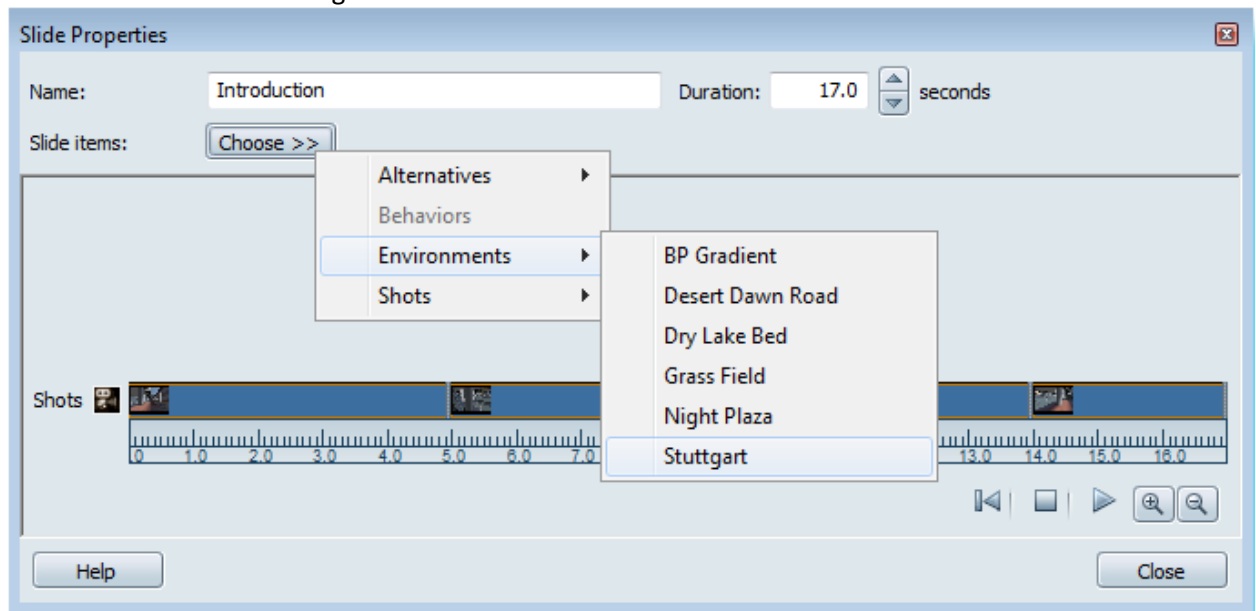 Slide Properties
Name: Introduction Duration: 17.0 seconds
Slide items: Choose >>
Alternatives
Behaviors
Environments
Shots
BP Gradient
Desert Dawn Road
Dry Lake Bed
Grass Field
Night Plaza
Stuttgart
Shots
.0 1.0 2.0 3.0 4.0 5.0 6.0 7.0 13.0 14.0 15.0 16.0
Help Close